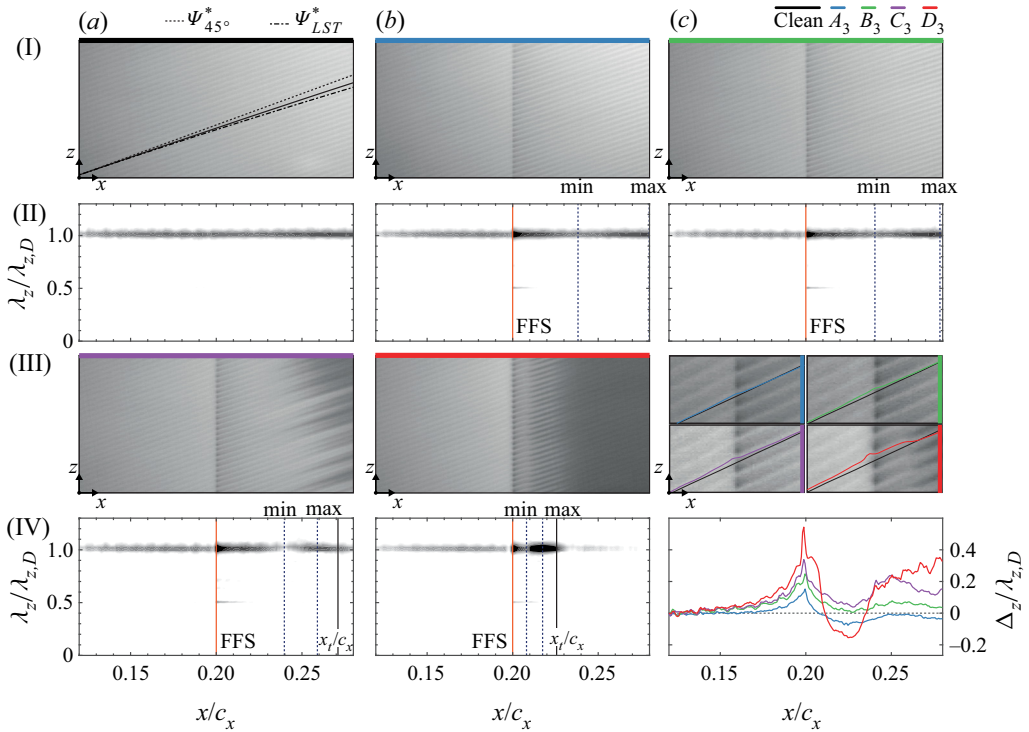 (a) Ψ*45° Ψ*LST (b) (c) Clean A3 B3 C3 D3
(I)
z z z
x x min max x min max
(II)
λz/λz,D 1.0 0.5 0 FFS FFS
(III)
z z z
x x x
(IV) min max min max
λz/λz,D 1.0 0.5 0 FFS xt/cx FFS xt/cx 0.4 0.2 0 −0.2 Δz/λz,D
0.15 0.20 0.25 0.15 0.20 0.25 0.15 0.20 0.25
x/cx x/cx x/cx